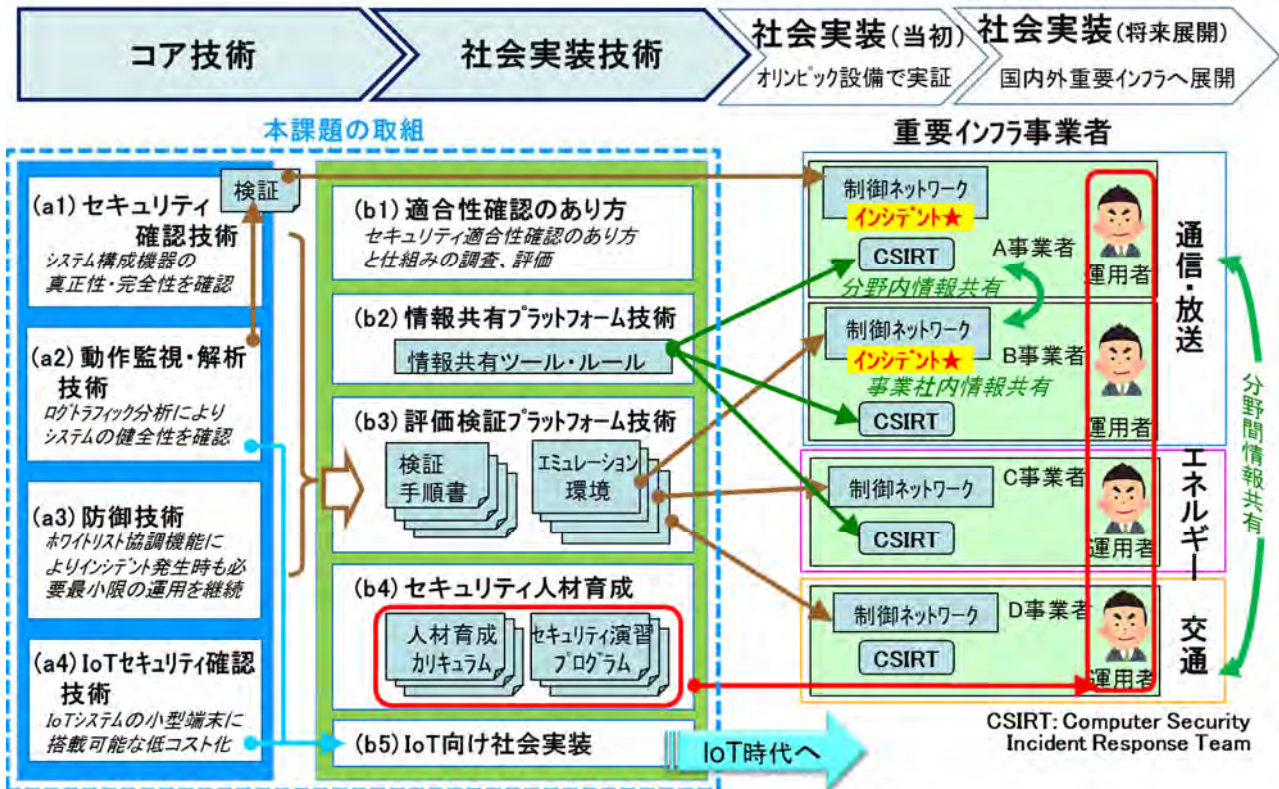 コア技術
社会実装技術
社会実装(当初)
オリンピック設備で実証
社会実装(将来展開)
国内外重要インフラへ展開
本課題の取組
重要インフラ事業者
(a1)セキュリティ
確認技術
検証
システム構成機器の
真正性・完全性を確認
(a2)動作監視・解析
技術
ログトラフィック分析により
システムの健全性を確認
(a3)防御技術
ホワイトリスト協調機能に
よりインシデント発生時も必
要最小限の運用を継続
(a4)IoTセキュリティ確認
技術
IoTシステムの小型端末に
搭載可能な低コスト化
(b1)適合性確認のあり方
セキュリティ適合性確認のあり方
と仕組みの調査、評価
(b2)情報共有プラットフォーム技術
情報共有ツール・ルール
(b3)評価検証プラットフォーム技術
検証
手順書
エミュレーション
環境
(b4)セキュリティ人材育成
人材育成
カリキュラム
セキュリティ演習
プログラム
(b5)IoT向け社会実装
IoT時代へ
制御ネットワーク
インシデント★
CSIRT
A事業者
運用者
分野内情報共有
制御ネットワーク
インシデント★
B事業者
事業社内情報共有
CSIRT
運用者
通信・放送
制御ネットワーク
C事業者
CSIRT
運用者
エネルギー
制御ネットワーク
D事業者
CSIRT
運用者
交通
分野間情報共有
CSIRT: Computer Security
Incident Response Team